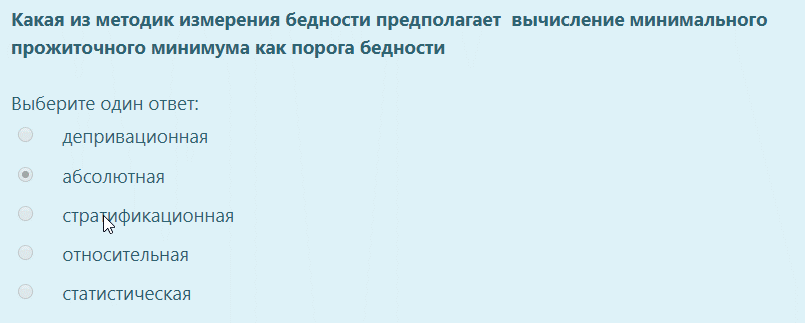 Какая из методик измерения бедности предполагает вычисление минимального
прожиточного минимума как порога бедности
Выберите один ответ:
депривационная
абсолютная
стратификационная
относительная
статистическая